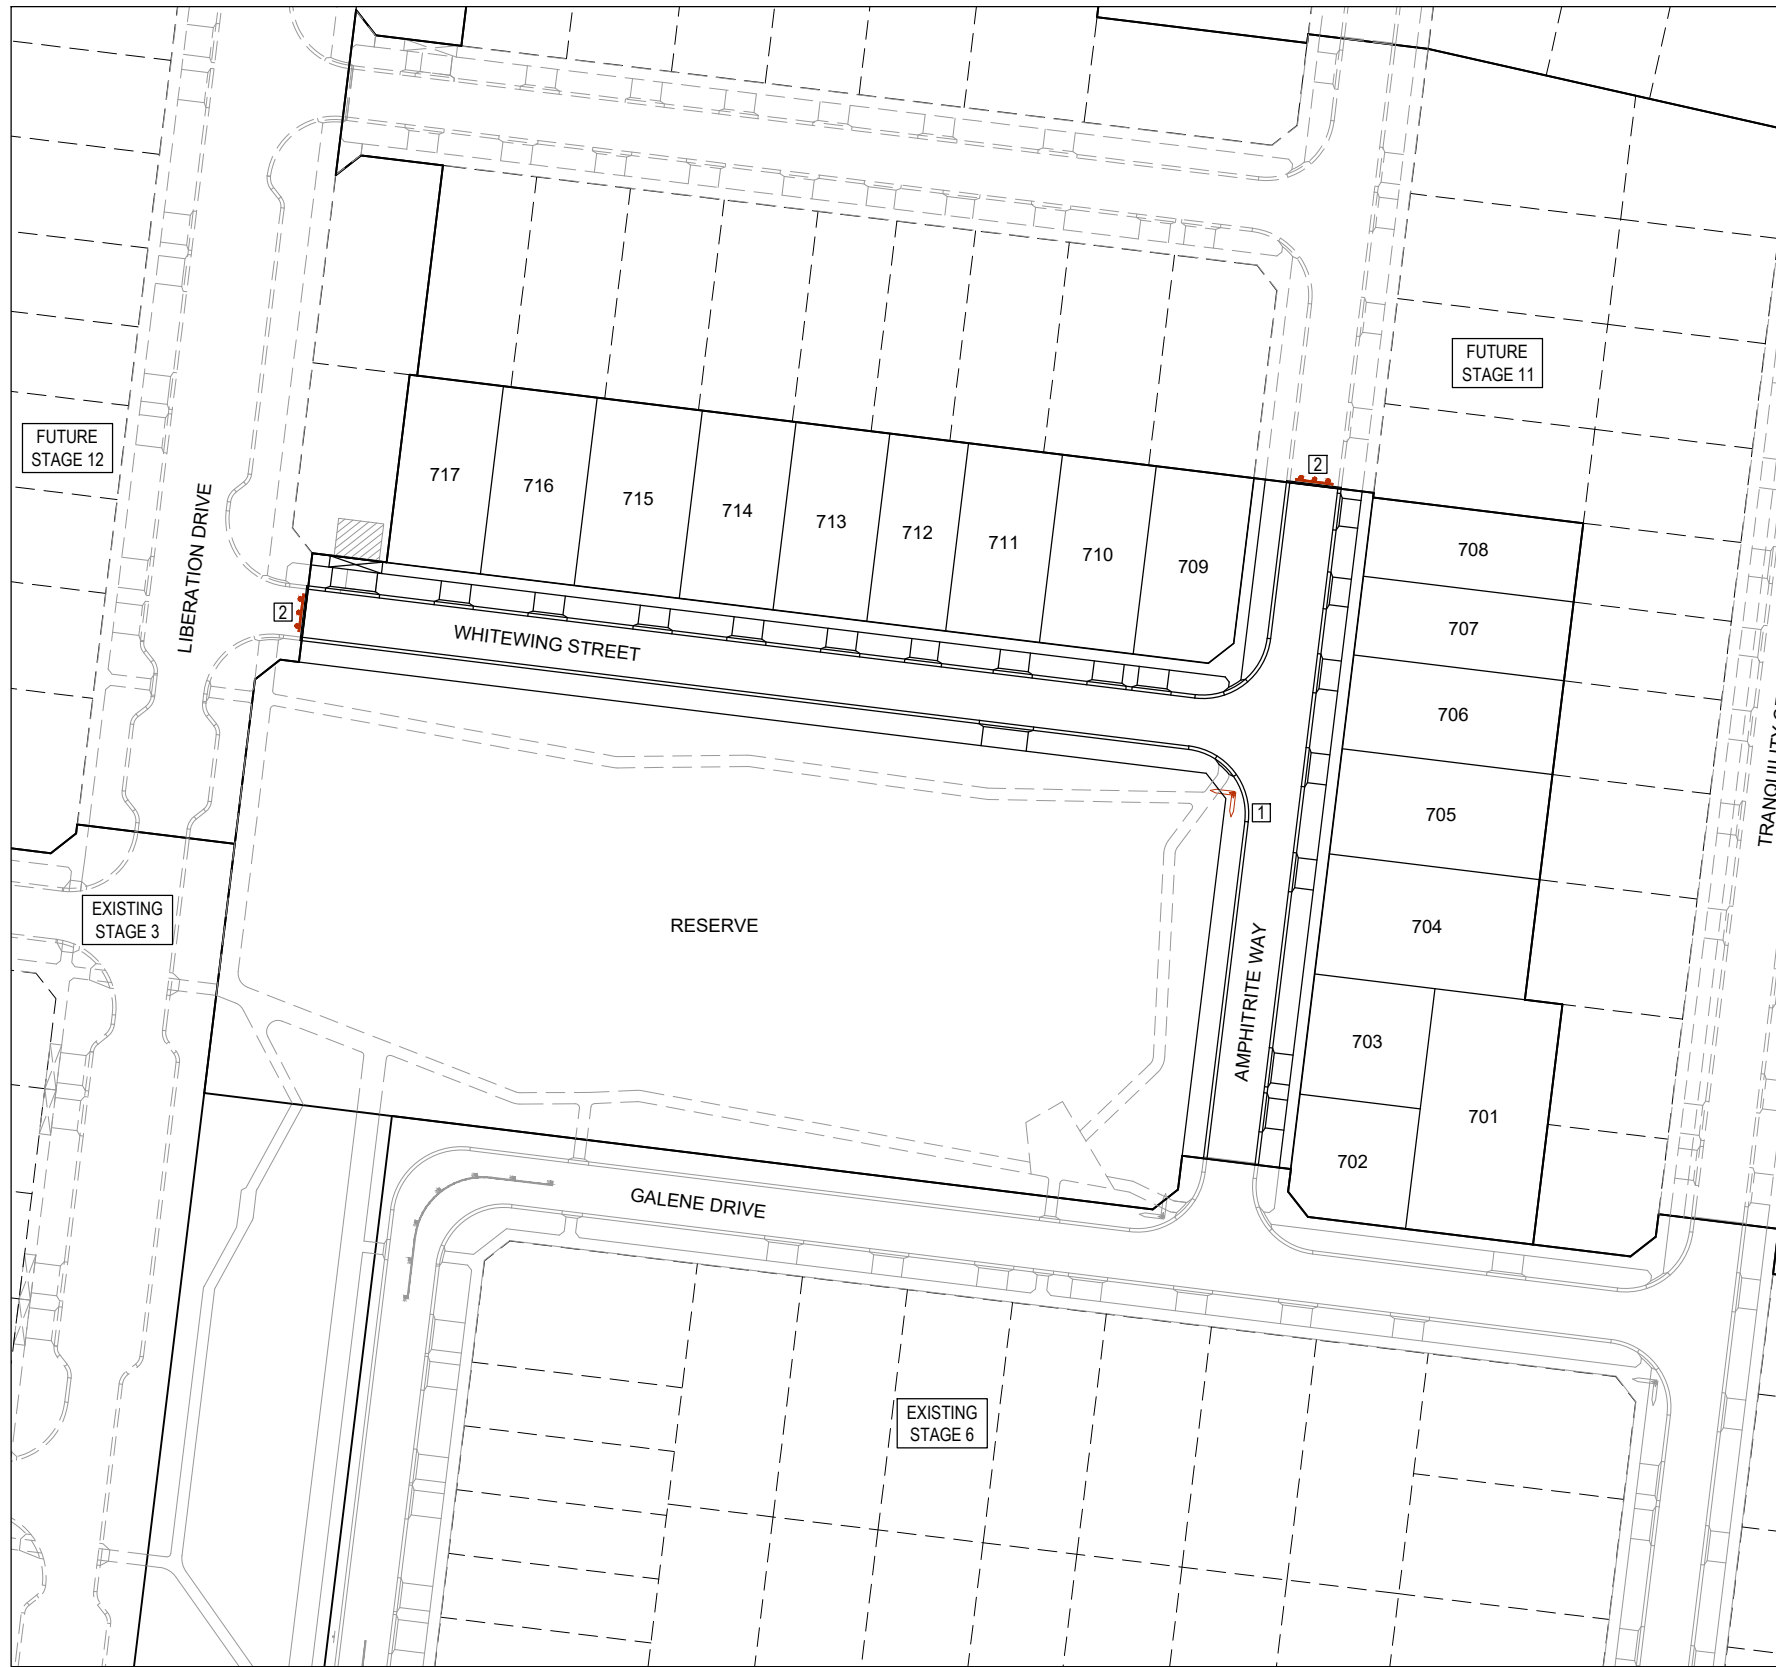 FUTURE
STAGE 11
FUTURE
STAGE 12
2
717
716
715
714
713
712
711
710
709
708
707
706
705
704
703
702
701
LIBERATION DRIVE
2
WHITEWING STREET
1
RESERVE
AMPHITRITE WAY
EXISTING
STAGE 3
GALENE DRIVE
EXISTING
STAGE 6
TRANQUILITY